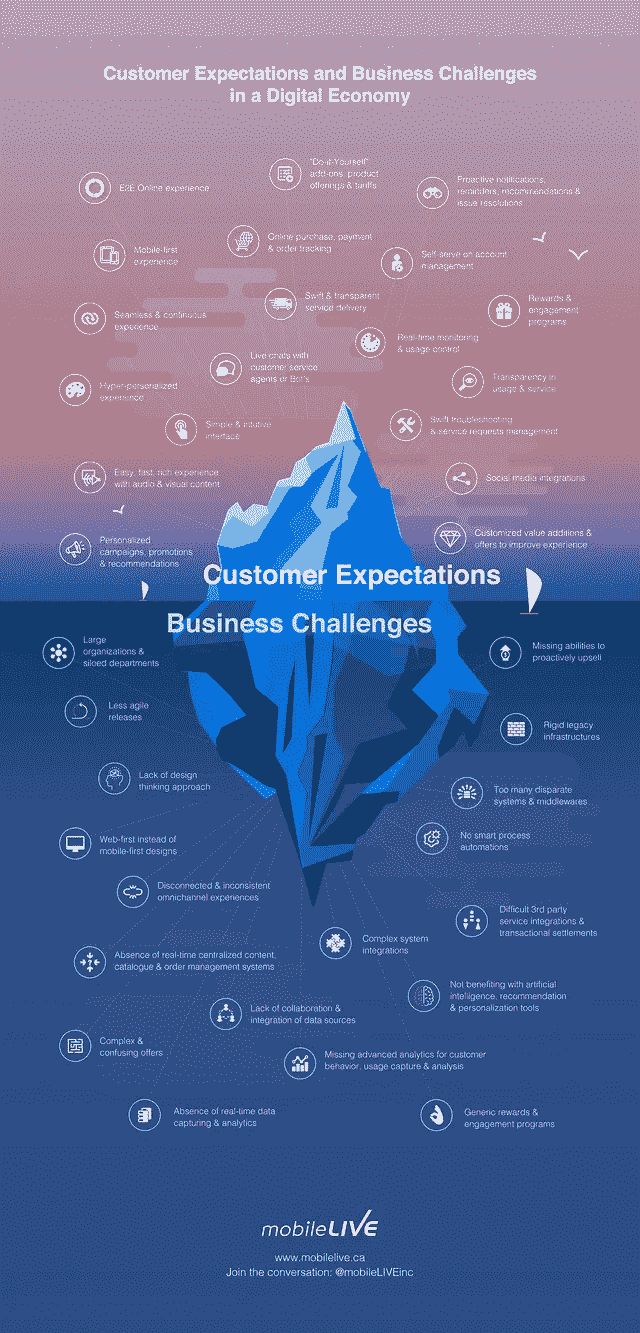 Customer Expectations and Business Challenges
in a Digital Economy
E2E Online experience
"Do-it-Yourself"
add-ons, product
offerings & tariffs
Proactive notifications,
reminders, recommendations &
issue resolutions
Mobile-first
experience
Online purchase, payment
& order tracking
Self-serve on account
management
Seamless & continuous
experience
Swift & transparent
service delivery
Rewards &
engagement
programs
Real-time monitoring
& usage control
Hyper-personalized
experience
Live chats with
customer service
agents or Bot's
Transparency in
usage & service
Simple & intuitive
interface
Swift troubleshooting
& service requests management
Easy, fast, rich experience
with audio & visual content
Social media integrations
Personalized
campaigns, promotions
& recommendations
Customized value additions &
offers to improve experience
Customer Expectations
Business Challenges
Large
organizations &
siloed departments
Missing abilities to
proactively upsell
Less agile
releases
Rigid legacy
infrastructures
Lack of design
thinking approach
Too many disparate
systems & middlewares
Web-first instead of
mobile-first designs
No smart process
automations
Disconnected & inconsistent
omnichannel experiences
Difficult 3rd party
service integrations &
transactional settlements
Complex system
integrations
Absence of real-time centralized content,
catalogue & order management systems
Not benefiting with artificial
intelligence, recommendation
& personalization tools
Lack of collaboration &
integration of data sources
Complex &
confusing offers
Missing advanced analytics for customer
behavior, usage capture & analysis
Absence of real-time data
capturing & analytics
Generic rewards &
engagement programs
mobileLIVE
www.mobilelive.ca
Join the conversation: @mobileLIVEinc